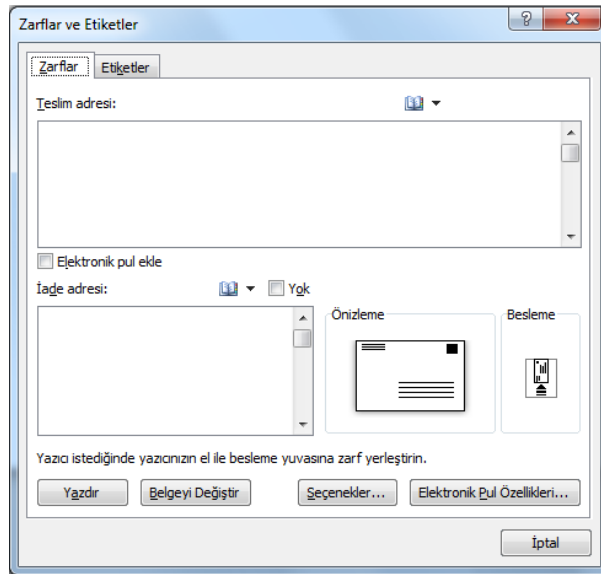 Zarflar ve Etiketler
Zarflar Etiketler
Teslim adresi:
Elektronik pul ekle
İade adresi: Yok
Önizleme Besleme
Yazıcı istediğinde yazıcınızın el ile besleme yuvasına zarf yerleştirin.
Yazdır Belgeyi Değiştir Seçenekler... Elektronik Pul Özellikleri...
İptal